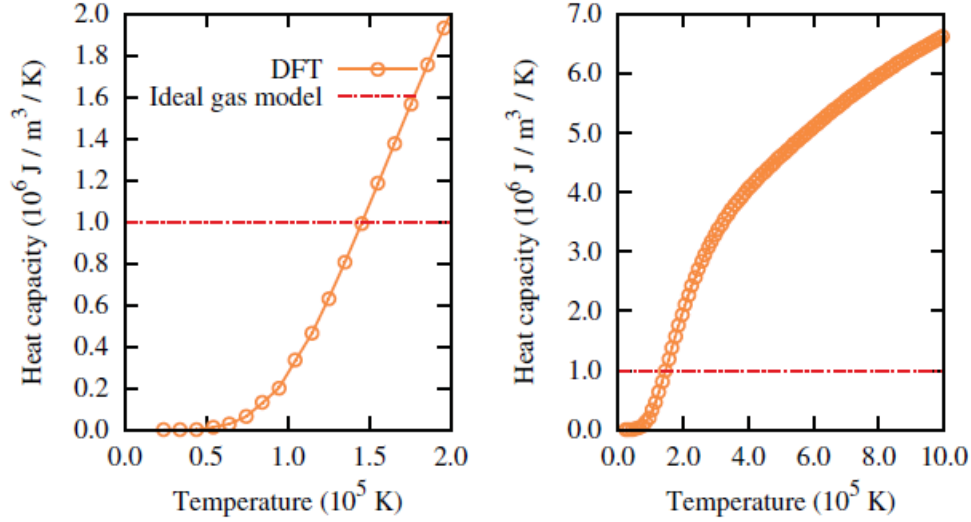 Heat capacity (10⁶ J / m³ / K)
2.0
1.8
1.6
1.4
1.2
1.0
0.8
0.6
0.4
0.2
0.0
DFT
Ideal gas model
0.0 0.5 1.0 1.5 2.0
Temperature (10⁵ K)
Heat capacity (10⁶ J / m³ / K)
7.0
6.0
5.0
4.0
3.0
2.0
1.0
0.0
0.0 2.0 4.0 6.0 8.0 10.0
Temperature (10⁵ K)